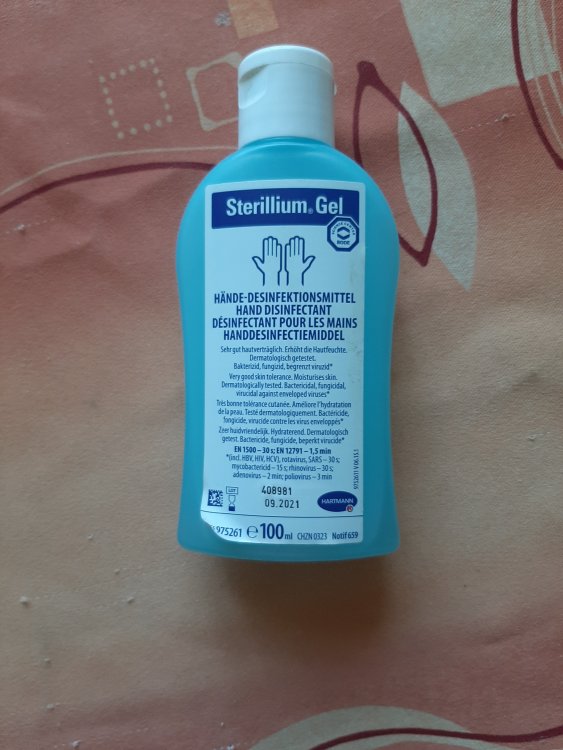 Sterillium® Gel
BODE
HÄNDE-DESINFEKTIONSMITTEL
HAND DISINFECTANT
DÉSINFECTANT POUR LES MAINS
HANDDESINFECTIEMIDDEL
Sehr gut hautverträglich. Erhöht die Hautfeuchte.
Dermatologisch getestet.
Bakterizid, fungizid, begrenzt viruzid*
Very good skin tolerance. Moisturises skin.
Dermatologically tested. Bactericidal, fungicidal,
virucidal against enveloped viruses*
Très bonne tolérance cutanée. Améliore l'hydratation
de la peau. Testé dermatologiquement. Bactéricide,
fongicide, virucide contre les virus enveloppés*
Zeer huidvriendelijk. Hydraterend. Dermatologisch
getest. Bactericide, fungicide, beperkt virucide*
EN 1500 – 30 s; EN 12791 – 1,5 min
*(incl. HBV, HIV, HCV), rotavirus, SARS – 30 s;
mycobactericid – 15 s; rhinovirus – 30 s;
adenovirus – 2 min; poliovirus – 3 min
LOT 408981
09.2021
HARTMANN
975261 e 100 ml CHZN 0323 Notif 659